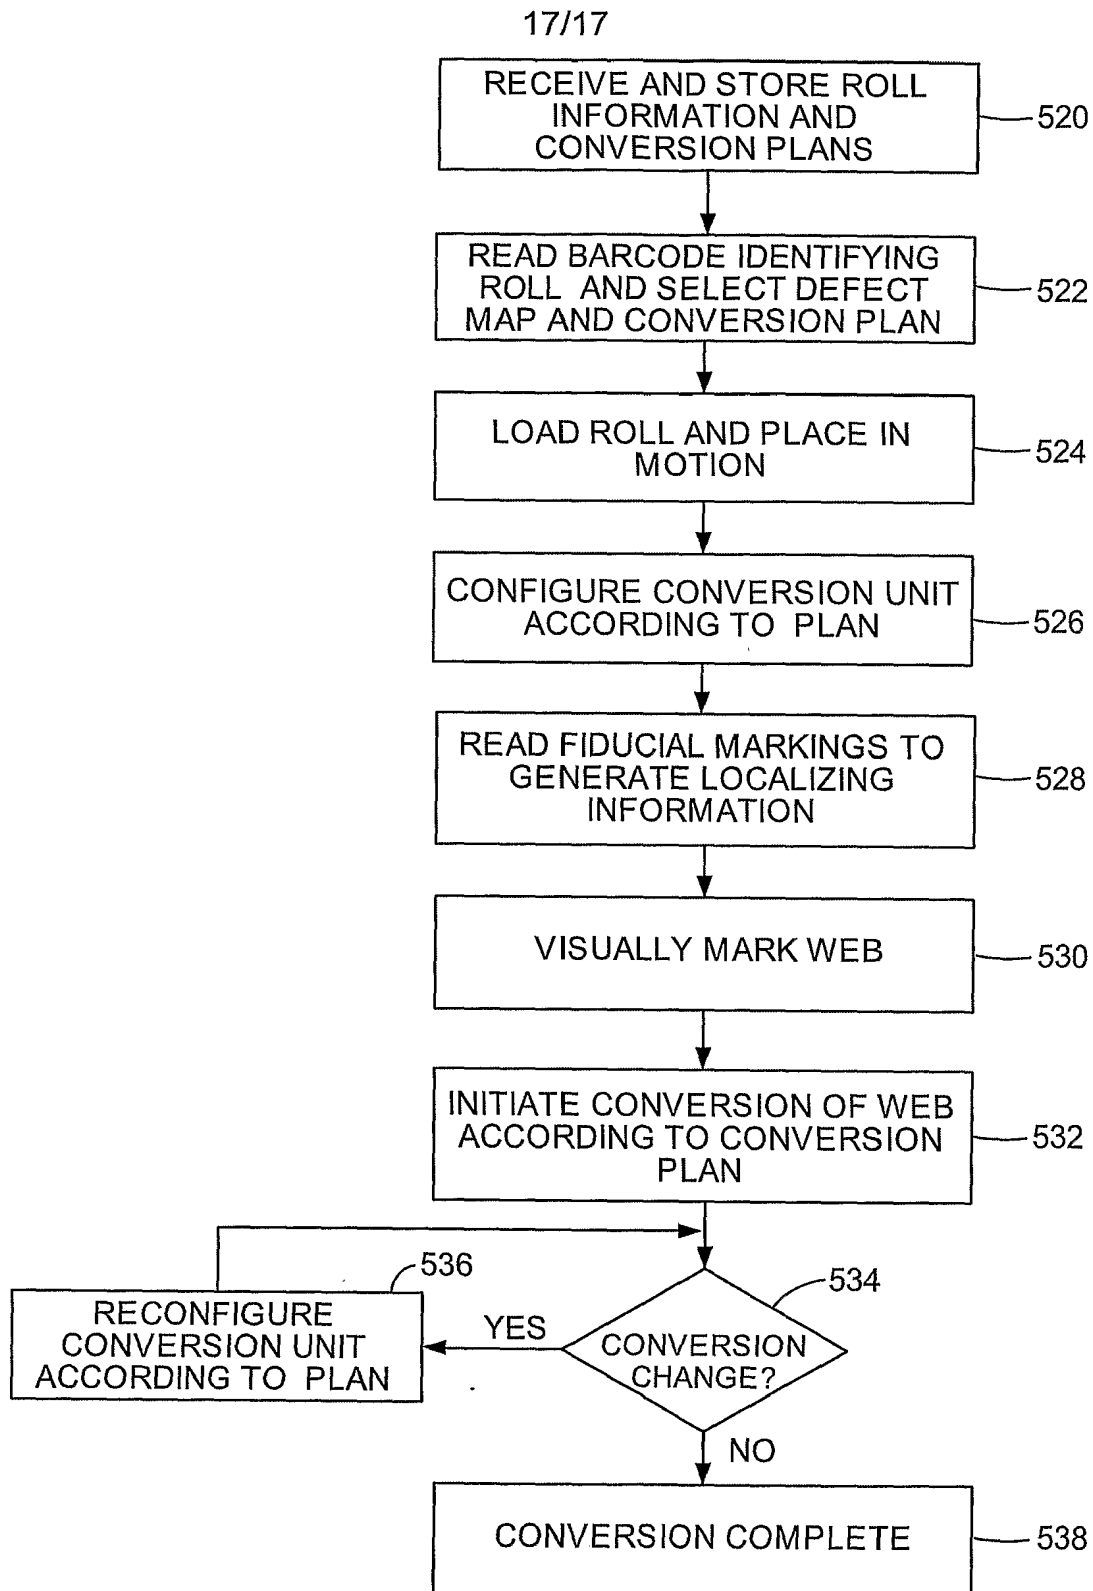 17/17
RECEIVE AND STORE ROLL
INFORMATION AND
CONVERSION PLANS
520
READ BARCODE IDENTIFYING
ROLL AND SELECT DEFECT
MAP AND CONVERSION PLAN
522
LOAD ROLL AND PLACE IN
MOTION
524
CONFIGURE CONVERSION UNIT
ACCORDING TO PLAN
526
READ FIDUCIAL MARKINGS TO
GENERATE LOCALIZING
INFORMATION
528
VISUALLY MARK WEB
530
INITIATE CONVERSION OF WEB
ACCORDING TO CONVERSION
PLAN
532
536
RECONFIGURE
CONVERSION UNIT
ACCORDING TO PLAN
YES
534
CONVERSION
CHANGE?
NO
CONVERSION COMPLETE
538